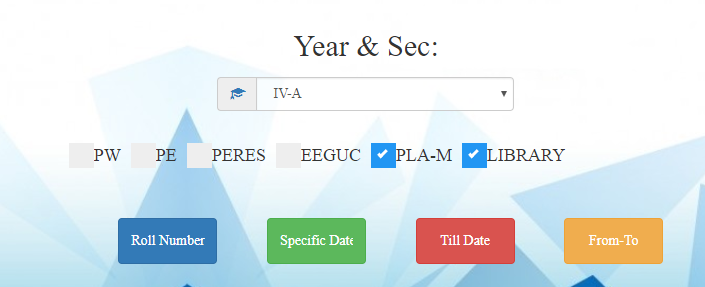 Year & Sec:
IV-A
PW PE PERES EEGUC PLA-M LIBRARY
Roll Number Specific Date Till Date From-To